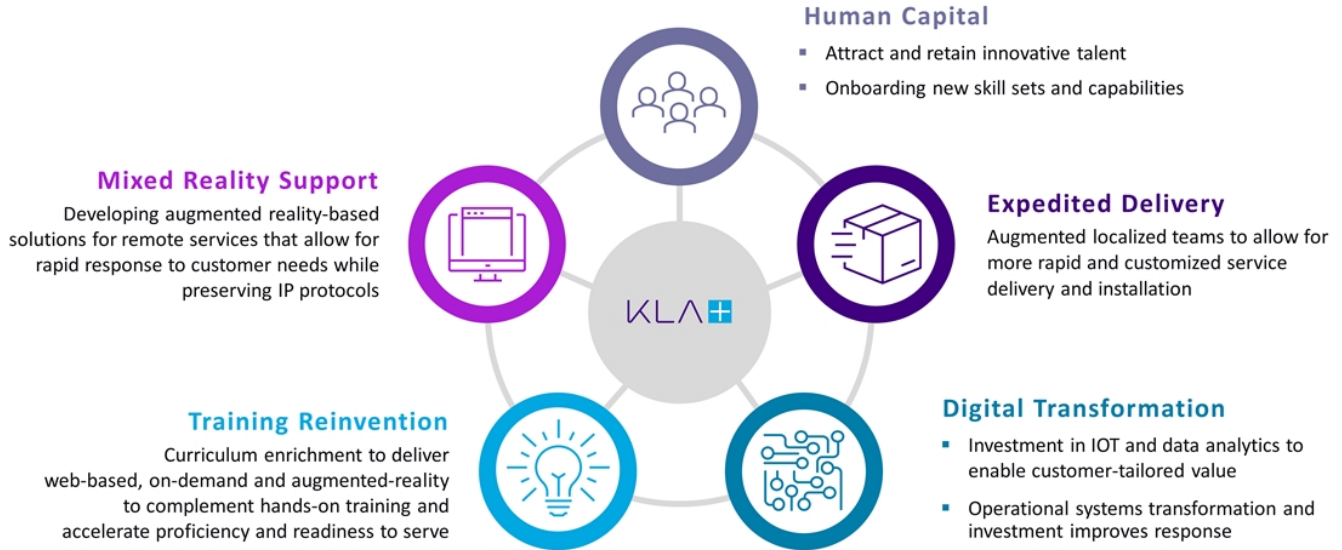 Human Capital
▪ Attract and retain innovative talent
▪ Onboarding new skill sets and capabilities
Mixed Reality Support
Developing augmented reality-based
solutions for remote services that allow for
rapid response to customer needs while
preserving IP protocols
Expedited Delivery
Augmented localized teams to allow for
more rapid and customized service
delivery and installation
KLA+
Training Reinvention
Curriculum enrichment to deliver
web-based, on-demand and augmented-reality
to complement hands-on training and
accelerate proficiency and readiness to serve
Digital Transformation
▪ Investment in IOT and data analytics to
enable customer-tailored value
▪ Operational systems transformation and
investment improves response